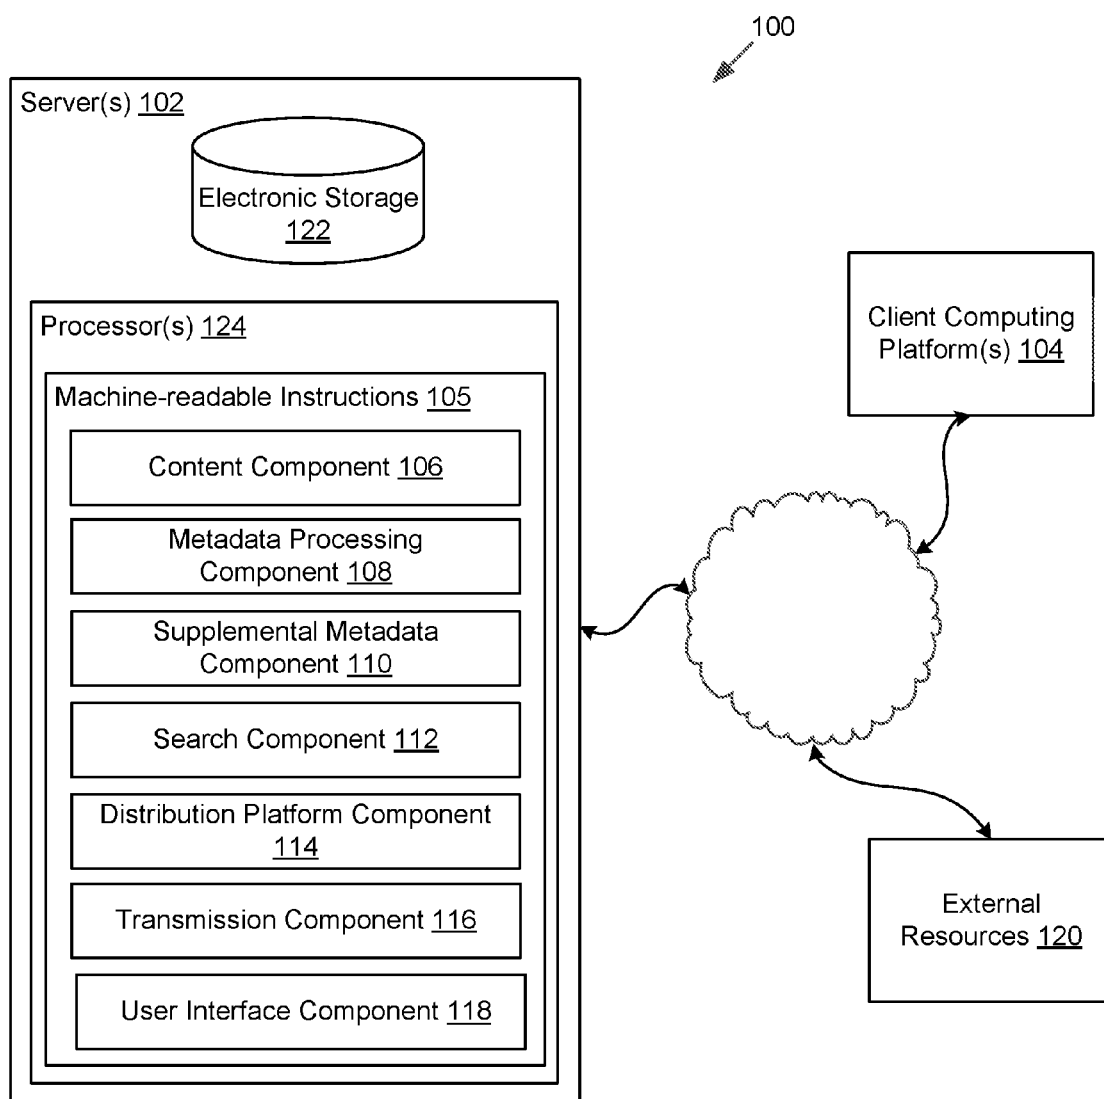 100
Server(s) 102
Electronic Storage
122
Processor(s) 124
Machine-readable Instructions 105
Content Component 106
Metadata Processing
Component 108
Supplemental Metadata
Component 110
Search Component 112
Distribution Platform Component
114
Transmission Component 116
User Interface Component 118
Client Computing
Platform(s) 104
External
Resources 120